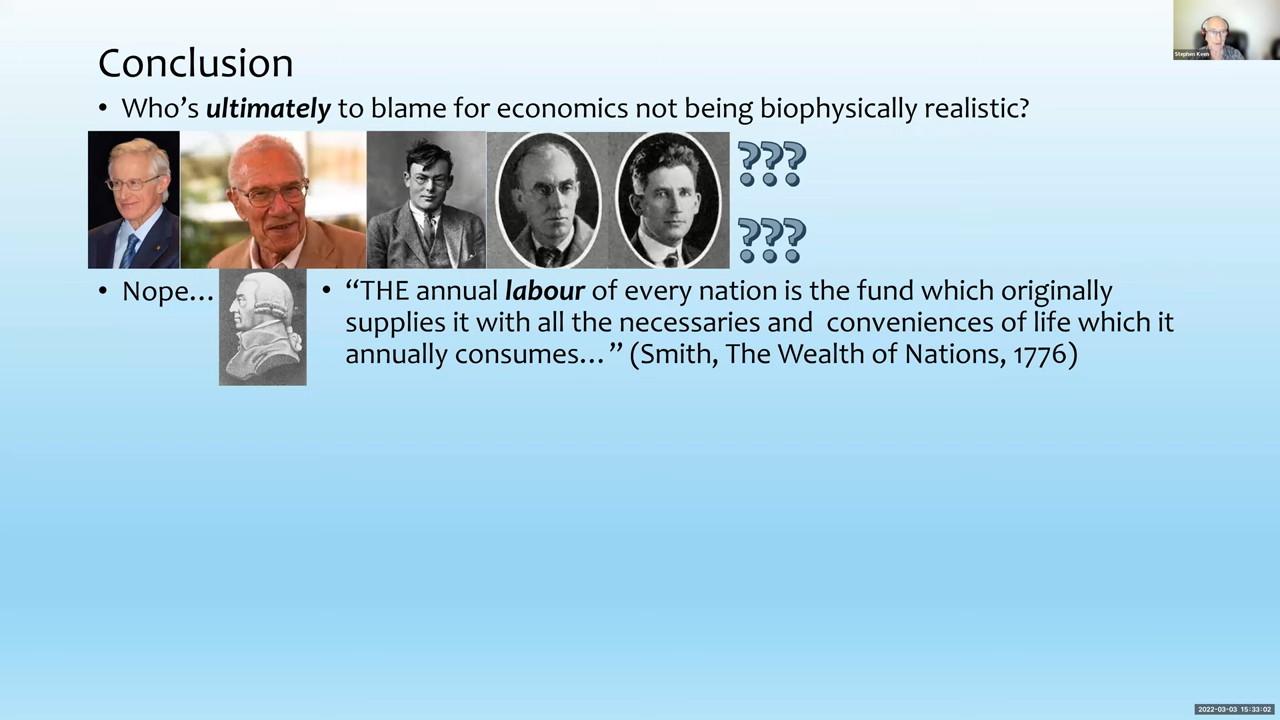 Stephen Keen
Conclusion
• Who's ultimately to blame for economics not being biophysically realistic?
???
???
• Nope...
• “THE annual labour of every nation is the fund which originally
supplies it with all the necessaries and  conveniences of life which it
annually consumes...” (Smith, The Wealth of Nations, 1776)
2022-03-03 15:33:02